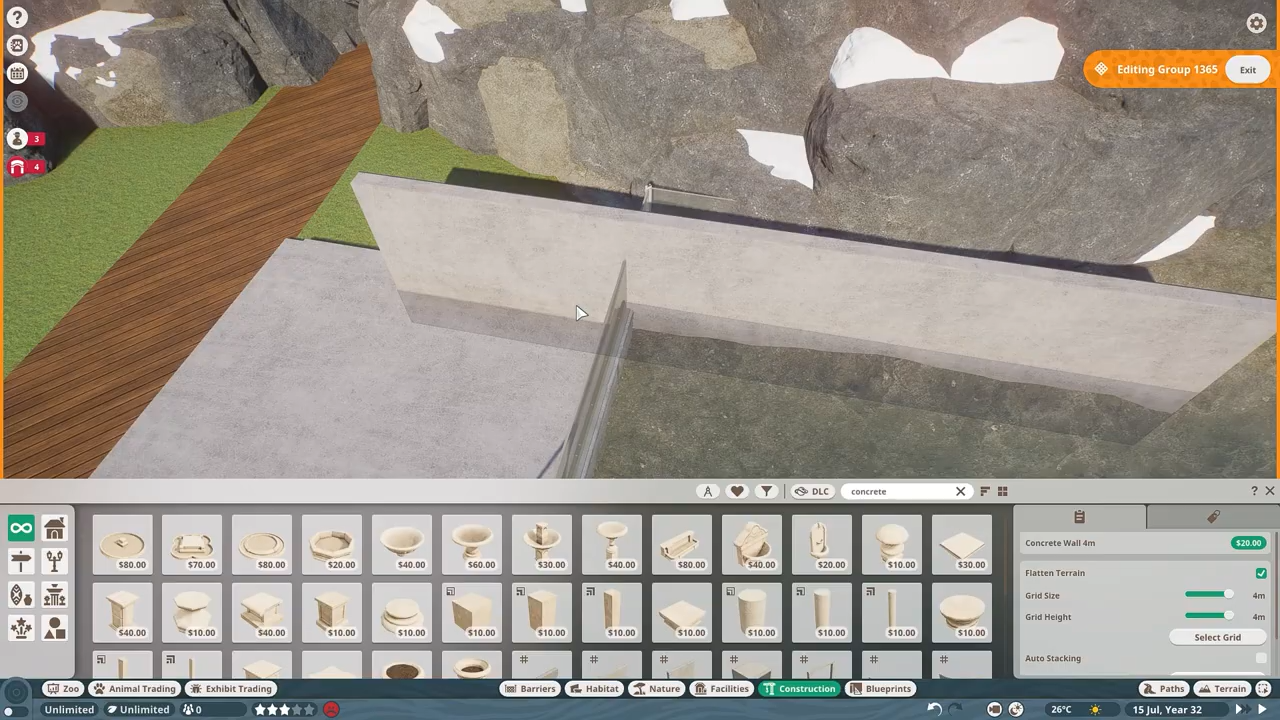 Editing Group 1365
Exit
3
4
DLC
concrete
?
$80.00 $70.00 $80.00 $20.00 $40.00 $60.00 $30.00 $40.00 $80.00 $40.00 $20.00 $10.00 $30.00
$40.00 $10.00 $40.00 $10.00 $10.00 $10.00 $10.00 $10.00 $10.00 $10.00 $10.00 $10.00 $10.00
Concrete Wall 4m $20.00
Flatten Terrain
Grid Size 4m
Grid Height 4m
Select Grid
Auto Stacking
Zoo Animal Trading Exhibit Trading Barriers Habitat Nature Facilities Construction Blueprints Paths Terrain
Unlimited Unlimited 0 26°C 15 Jul, Year 32